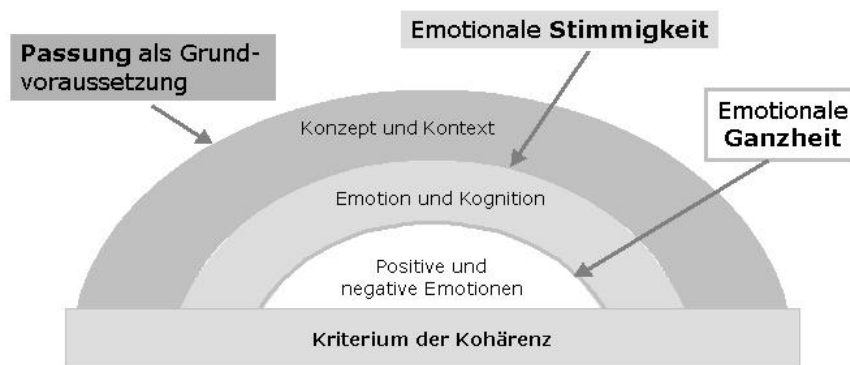 Emotionale Stimmigkeit
Passung als Grund-
voraussetzung
Emotionale
Ganzheit
Konzept und Kontext
Emotion und Kognition
Positive und
negative Emotionen
Kriterium der Kohärenz